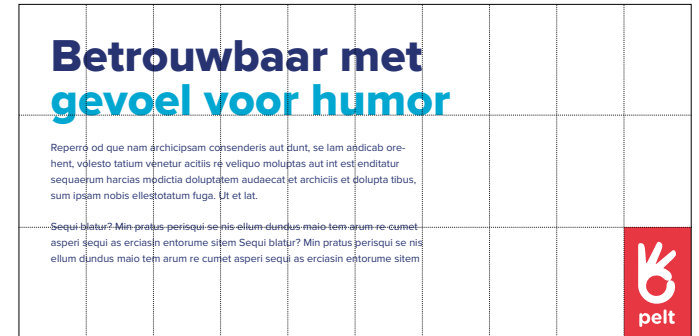 Betrouwbaar met
gevoel voor humor
Reperro od que nam archicipsam consenderis aut dunt, se lam andicab ore-
hent, volesto tatium venetur acitiis re veliquo moluptas aut int est enditatur
sequaerum harcias modictia doluptatem audaecat et archiciis et dolupta tibus,
sum ipsam nobis ellestotatum fuga. Ut et lat.
Sequi blatur? Min pratus perisqui se nis ellum dundus maio tem arum re cumet
asperi sequi as erciasin entorume sitem Sequi blatur? Min pratus perisqui se nis
ellum dundus maio tem arum re cumet asperi sequi as erciasin entorume sitem
pelt